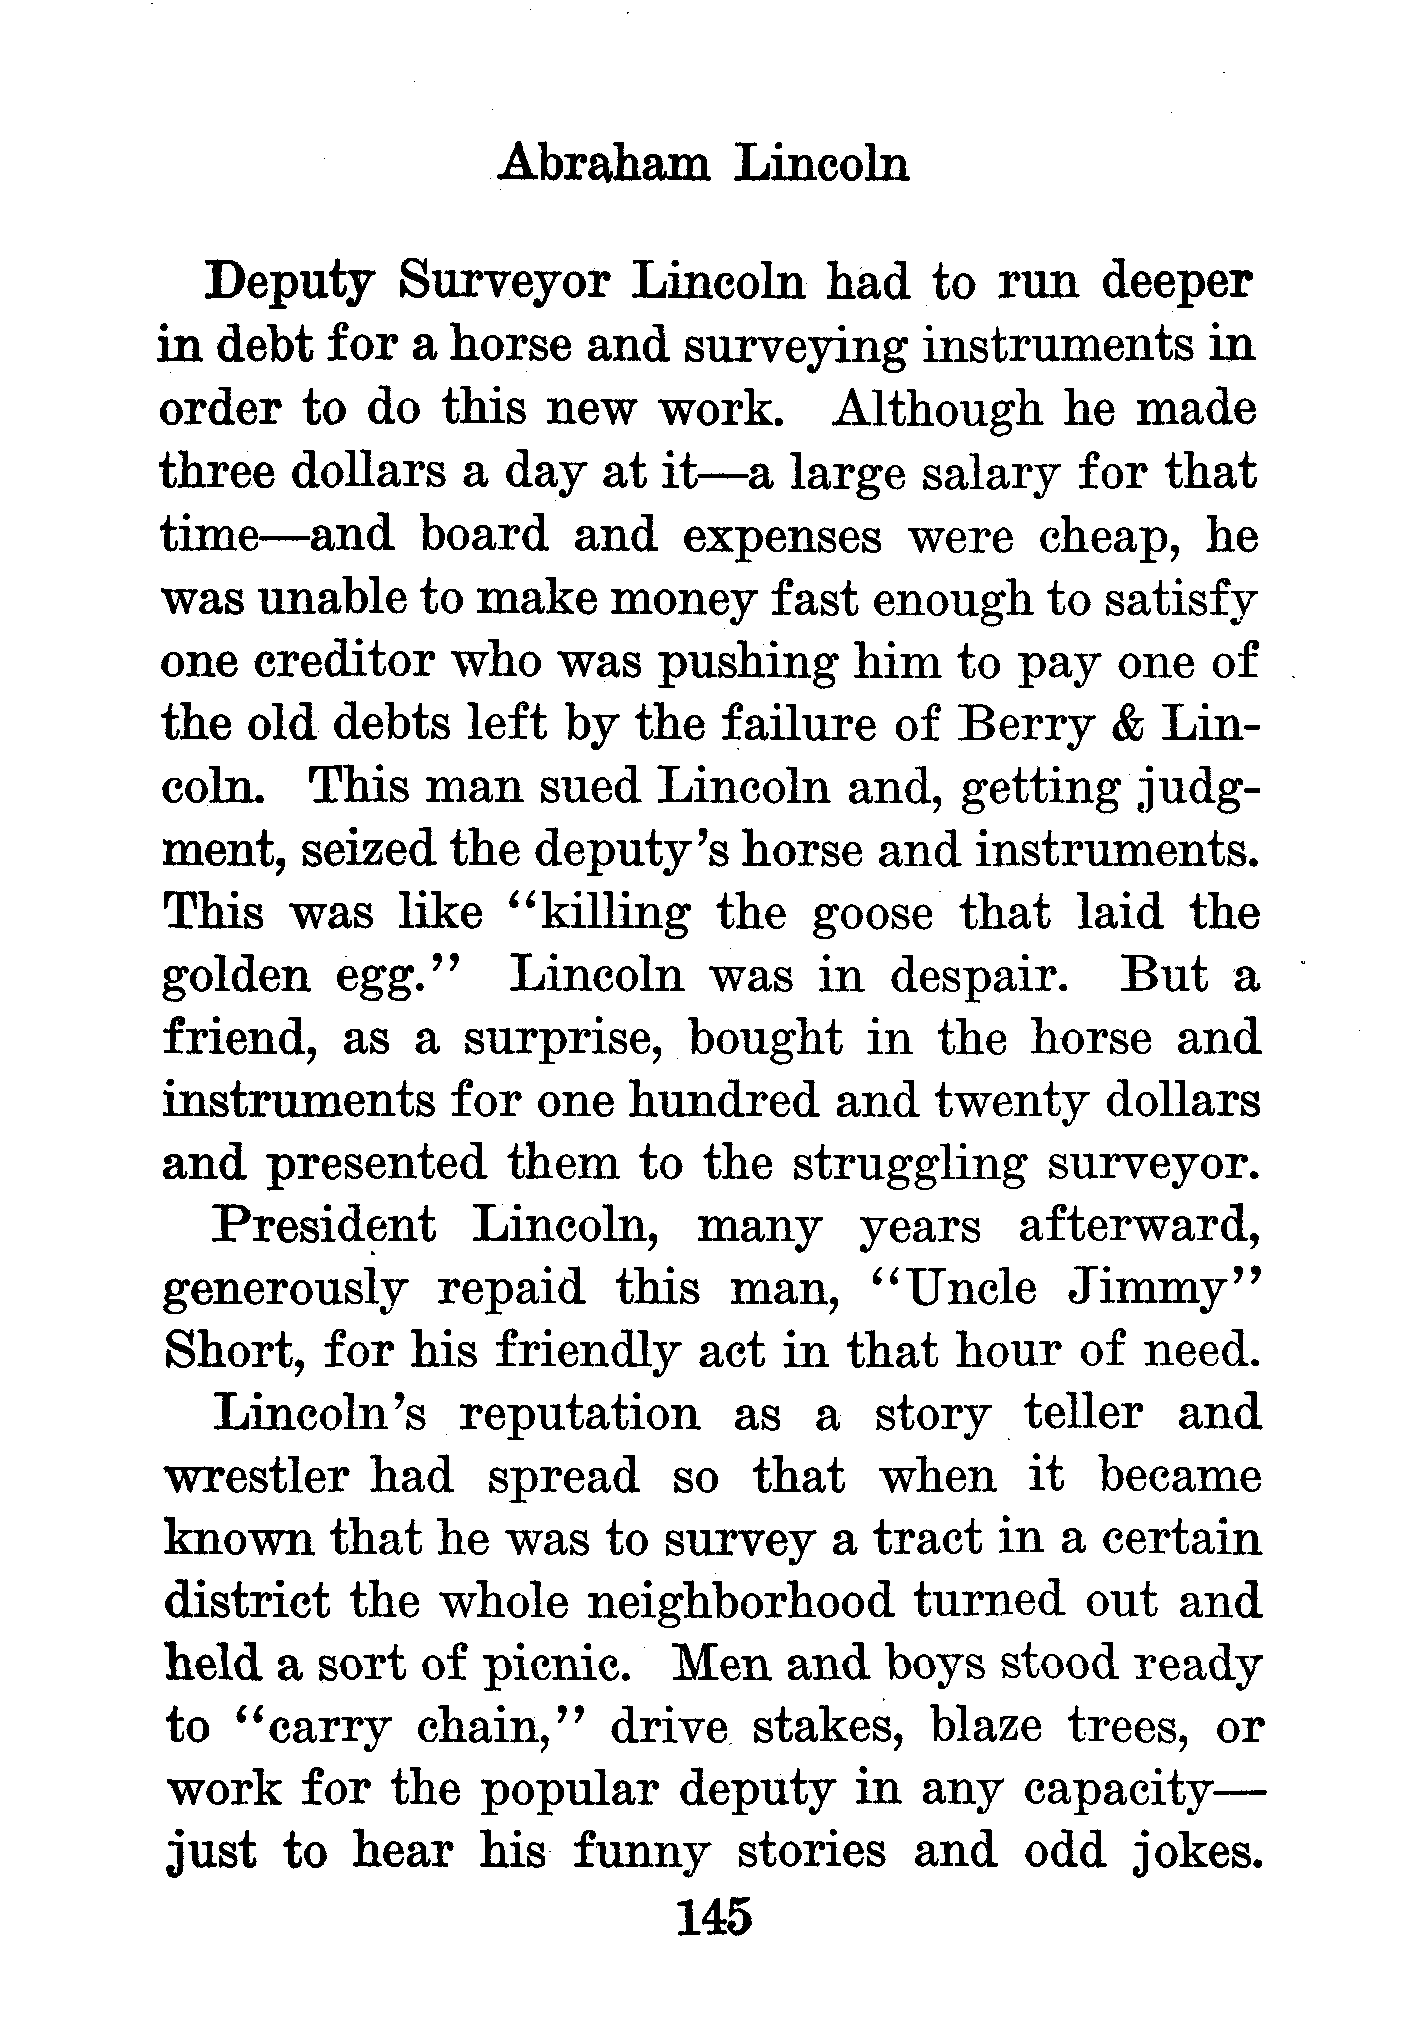 Abraham Lincoln
Deputy Surveyor Lincoln had to run deeper
in debt for a horse and surveying instruments in
order to do this new work. Although he made
three dollars a day at it—a large salary for that
time—and board and expenses were cheap, he
was unable to make money fast enough to satisfy
one creditor who was pushing him to pay one of
the old debts left by the failure of Berry & Lin-
coln. This man sued Lincoln and, getting judg-
ment, seized the deputy's horse and instruments.
This was like "killing the goose that laid the
golden egg." Lincoln was in despair. But a
friend, as a surprise, bought in the horse and
instruments for one hundred and twenty dollars
and presented them to the struggling surveyor.
President Lincoln, many years afterward,
generously repaid this man, "Uncle Jimmy"
Short, for his friendly act in that hour of need.
Lincoln's reputation as a story teller and
wrestler had spread so that when it became
known that he was to survey a tract in a certain
district the whole neighborhood turned out and
held a sort of picnic. Men and boys stood ready
to "carry chain," drive stakes, blaze trees, or
work for the popular deputy in any capacity—
just to hear his funny stories and odd jokes.
145